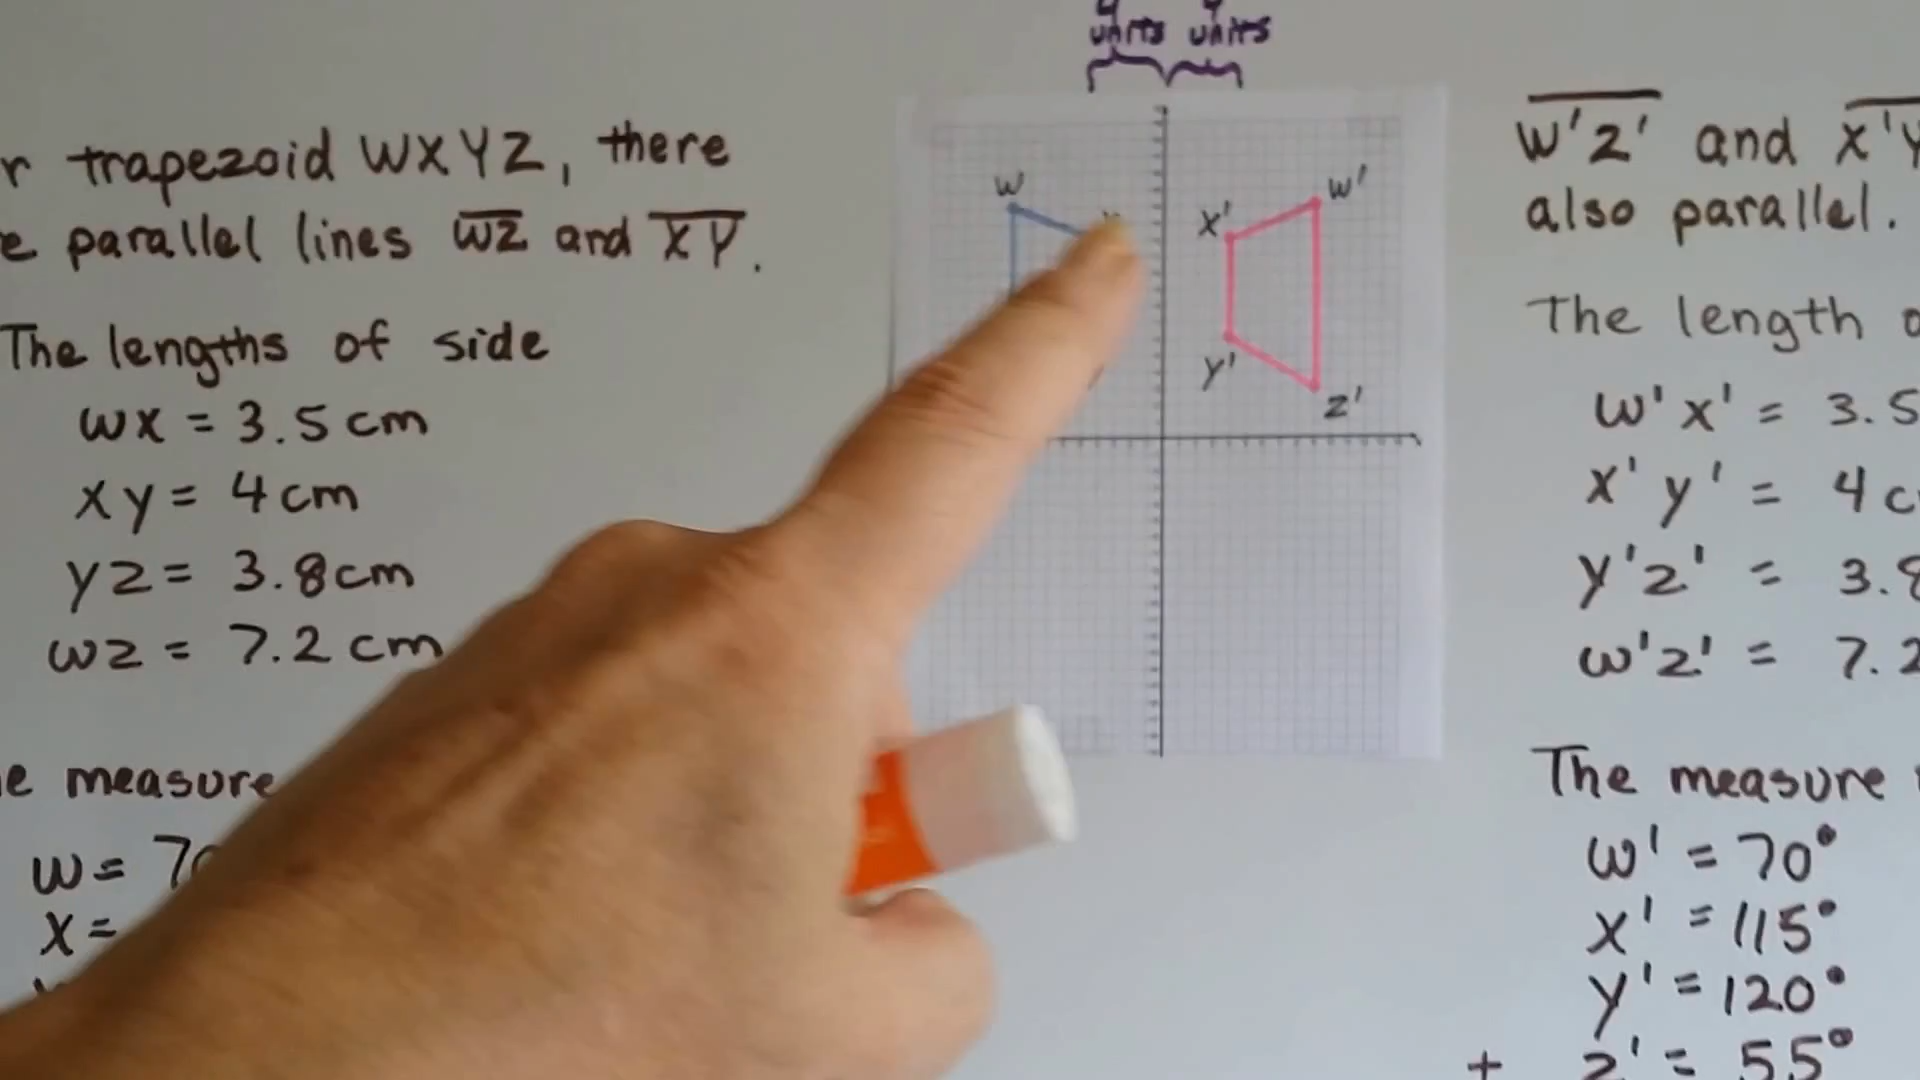 units units
r trapezoid WXYZ, there
e parallel lines WZ and XY.
The lengths of side
WX = 3.5 cm
XY = 4 cm
YZ = 3.8 cm
WZ = 7.2 cm
e measure
W = 70
X =
W
W'
X'
Y'
Z'
W'Z' and X'Y
also parallel.
The length o
W'X' = 3.5
X'Y' = 4 c
Y'Z' = 3.8
W'Z' = 7.2
The measure
W' = 70°
X' = 115°
Y' = 120°
+ Z' = 55°